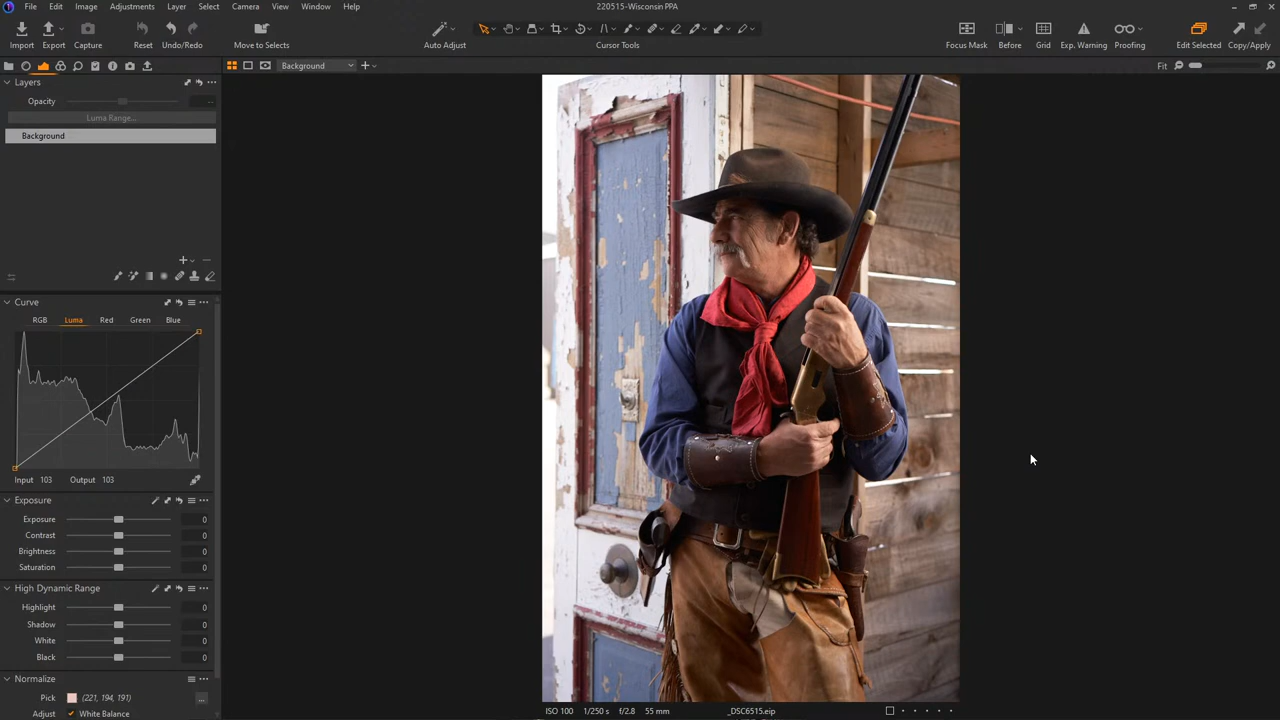 220515-Wisconsin PPA
File Edit Image Adjustments Layer Select Camera View Window Help
Import Export Capture Reset Undo/Redo Move to Selects Auto Adjust Cursor Tools Focus Mask Before Grid Exp. Warning Proofing Edit Selected Copy/Apply
Background
Fit
Layers
Opacity
Luma Range...
Background
Curve
RGB Luma Red Green Blue
Input 103 Output 103
Exposure
Exposure 0
Contrast 0
Brightness 0
Saturation 0
High Dynamic Range
Highlight 0
Shadow 0
White 0
Black 0
Normalize
Pick (221, 194, 191)
Adjust White Balance
ISO 100 1/250 s f/2.8 55 mm _DSC6515.eip